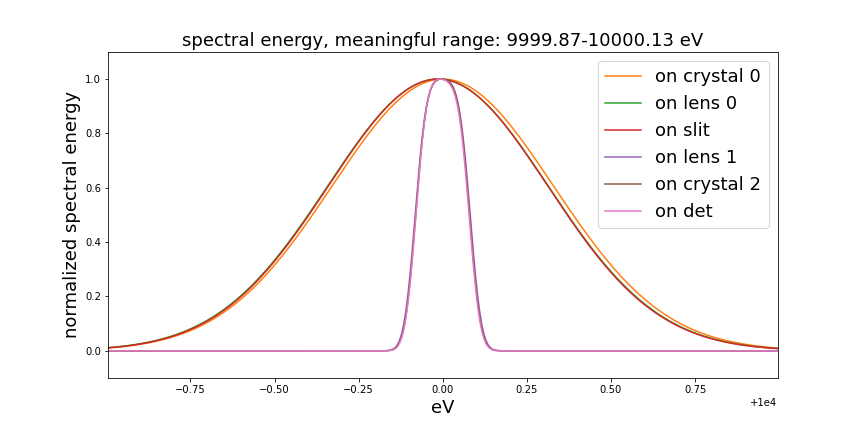 spectral energy, meaningful range: 9999.87-10000.13 eV
normalized spectral energy
1.0
0.8
0.6
0.4
0.2
0.0
on crystal 0
on lens 0
on slit
on lens 1
on crystal 2
on det
−0.75
−0.50
−0.25
0.00
0.25
0.50
0.75
+1e4
eV